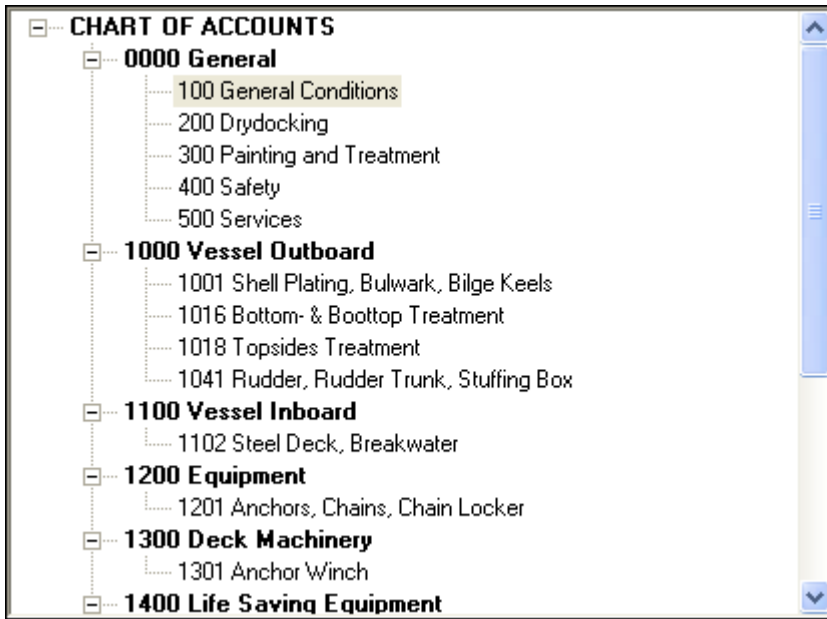 CHART OF ACCOUNTS
0000 General
100 General Conditions
200 Drydocking
300 Painting and Treatment
400 Safety
500 Services
1000 Vessel Outboard
1001 Shell Plating, Bulwark, Bilge Keels
1016 Bottom- & Boottop Treatment
1018 Topsides Treatment
1041 Rudder, Rudder Trunk, Stuffing Box
1100 Vessel Inboard
1102 Steel Deck, Breakwater
1200 Equipment
1201 Anchors, Chains, Chain Locker
1300 Deck Machinery
1301 Anchor Winch
1400 Life Saving Equipment